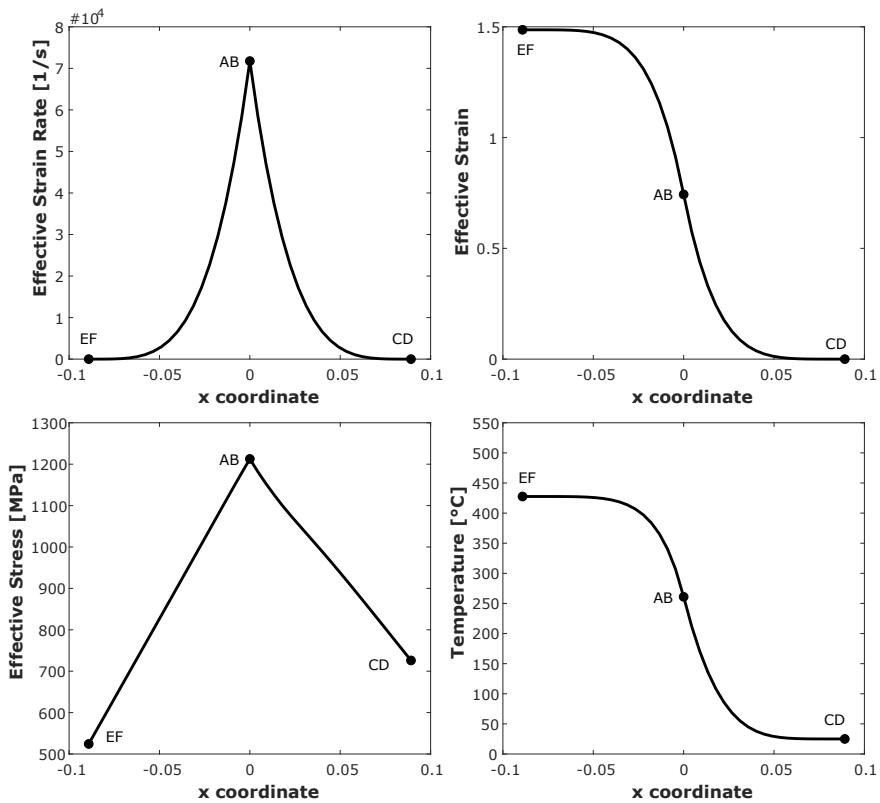 #10⁴
8
7
6
5
4
3
2
1
0
Effective Strain Rate [1/s]
AB
EF
CD
-0.1
-0.05
0
0.05
0.1
x coordinate
1.5
1
0.5
0
Effective Strain
EF
AB
CD
-0.1
-0.05
0
0.05
0.1
x coordinate
1300
1200
1100
1000
900
800
700
600
500
Effective Stress [MPa]
AB
CD
EF
-0.1
-0.05
0
0.05
0.1
x coordinate
550
500
450
400
350
300
250
200
150
100
50
0
Temperature [°C]
EF
AB
CD
-0.1
-0.05
0
0.05
0.1
x coordinate